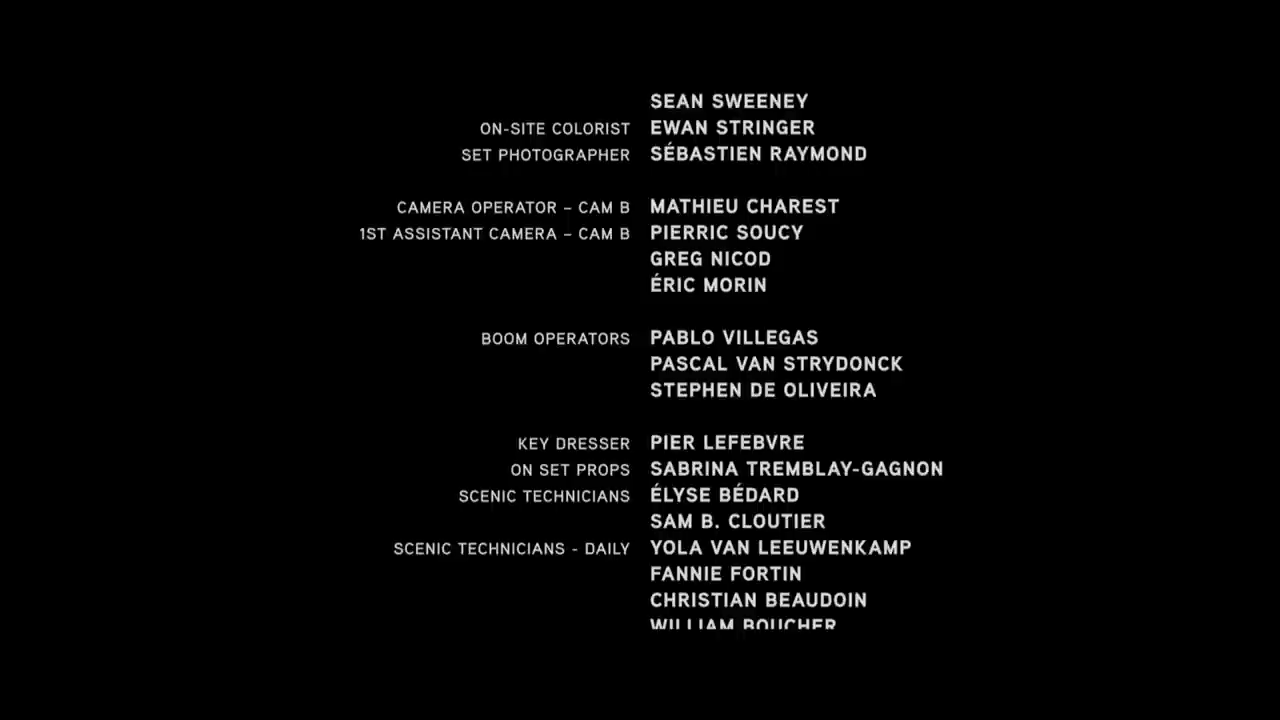 SEAN SWEENEY
ON-SITE COLORIST EWAN STRINGER
SET PHOTOGRAPHER SÉBASTIEN RAYMOND
CAMERA OPERATOR – CAM B MATHIEU CHAREST
1ST ASSISTANT CAMERA – CAM B PIERRIC SOUCY
GREG NICOD
ÉRIC MORIN
BOOM OPERATORS PABLO VILLEGAS
PASCAL VAN STRYDONCK
STEPHEN DE OLIVEIRA
KEY DRESSER PIER LEFEBVRE
ON SET PROPS SABRINA TREMBLAY-GAGNON
SCENIC TECHNICIANS ÉLYSE BÉDARD
SAM B. CLOUTIER
SCENIC TECHNICIANS - DAILY YOLA VAN LEEUWENKAMP
FANNIE FORTIN
CHRISTIAN BEAUDOIN
WILLIAM BOUCHER